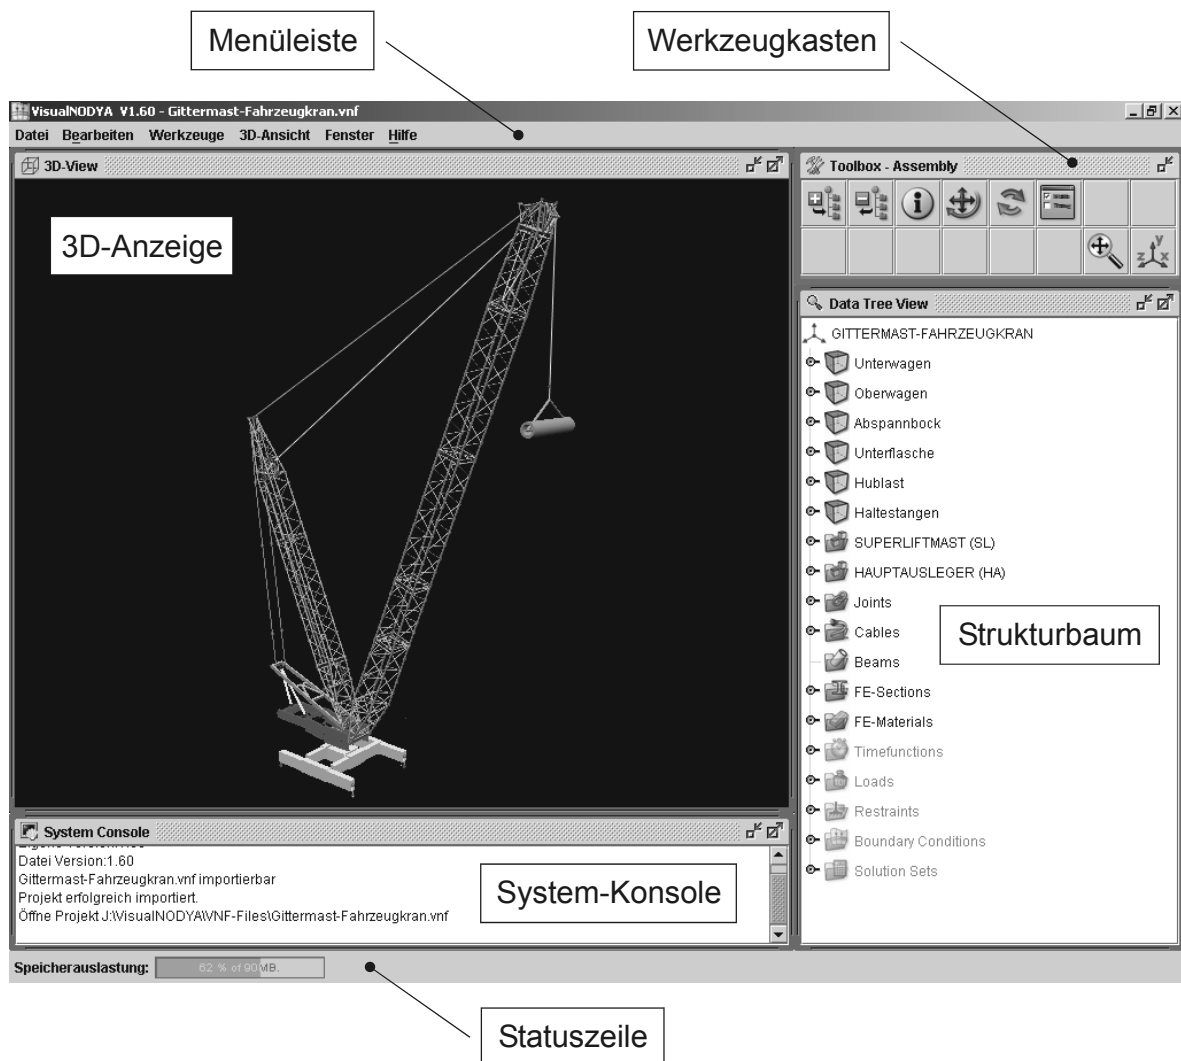 Menüleiste
Werkzeugkasten
VisualNODYA V1.60 - Gittermast-Fahrzeugkran.vnf
Datei Bearbeiten Werkzeuge 3D-Ansicht Fenster Hilfe
3D-View
Toolbox - Assembly
3D-Anzeige
y
z x
Data Tree View
GITTERMAST-FAHRZEUGKRAN
Unterwagen
Oberwagen
Abspannbock
Unterflasche
Hublast
Haltestangen
SUPERLIFTMAST (SL)
HAUPTAUSLEGER (HA)
Joints
Cables
Strukturbaum
Beams
FE-Sections
FE-Materials
Timefunctions
Loads
Restraints
Boundary Conditions
Solution Sets
System Console
Datei Version:1.60
Gittermast-Fahrzeugkran.vnf importierbar
Projekt erfolgreich importiert.
Öffne Projekt J:\VisualNODYA\VNF-Files\Gittermast-Fahrzeugkran.vnf
System-Konsole
Speicherauslastung: 62 % of 90MB.
Statuszeile